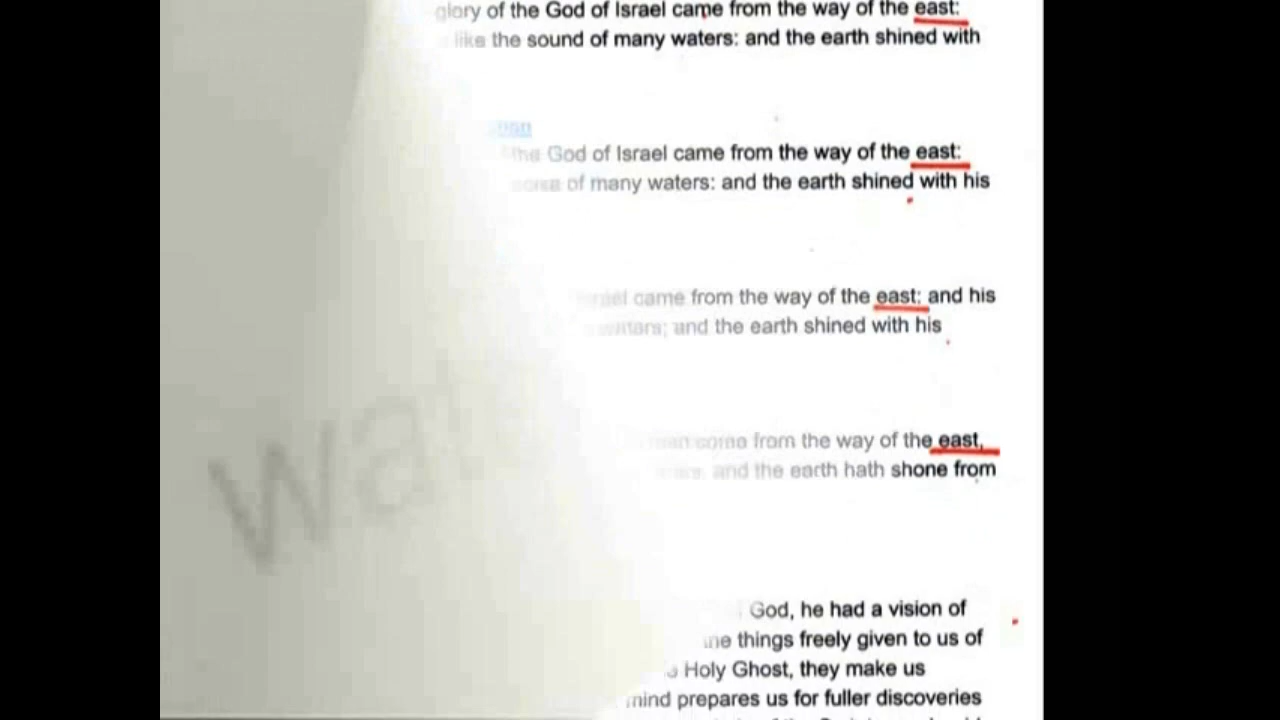 glory of the God of Israel came from the way of the east:
like the sound of many waters: and the earth shined with
the God of Israel came from the way of the east:
of many waters: and the earth shined with his
came from the way of the east; and his
waters; and the earth shined with his
come from the way of the east,
and the earth hath shone from
God, he had a vision of
things freely given to us of
Holy Ghost, they make us
mind prepares us for fuller discoveries